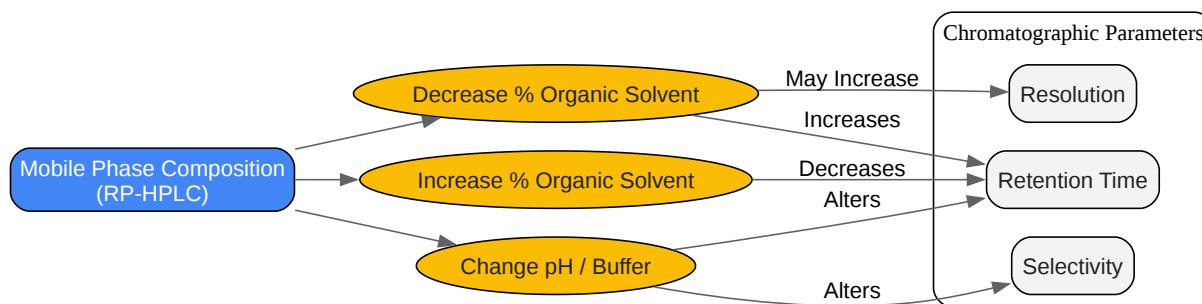 Chromatographic Parameters
Decrease % Organic Solvent
May Increase
Resolution
Increases
Mobile Phase Composition
(RP-HPLC)
Increase % Organic Solvent
Decreases
Retention Time
Alters
Change pH / Buffer
Alters
Selectivity